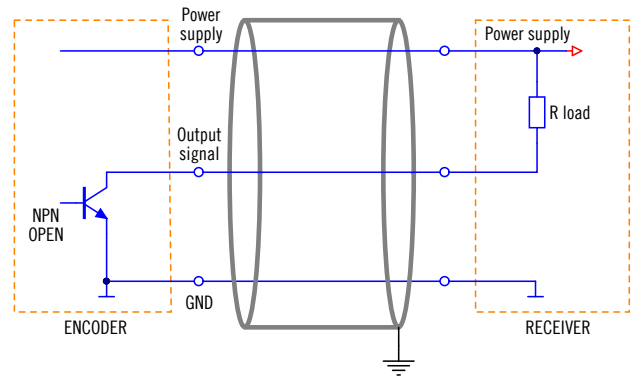 Power
supply
Power supply
R load
Output
signal
NPN
OPEN
GND
ENCODER
RECEIVER